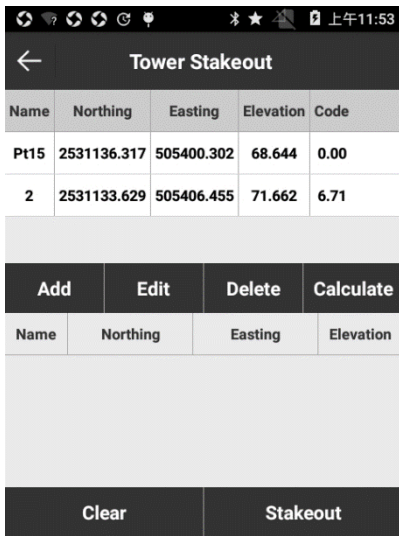 上午11:53
Tower Stakeout
Name Northing Easting Elevation Code
Pt15 2531136.317 505400.302 68.644 0.00
2 2531133.629 505406.455 71.662 6.71
Add Edit Delete Calculate
Name Northing Easting Elevation
Clear Stakeout